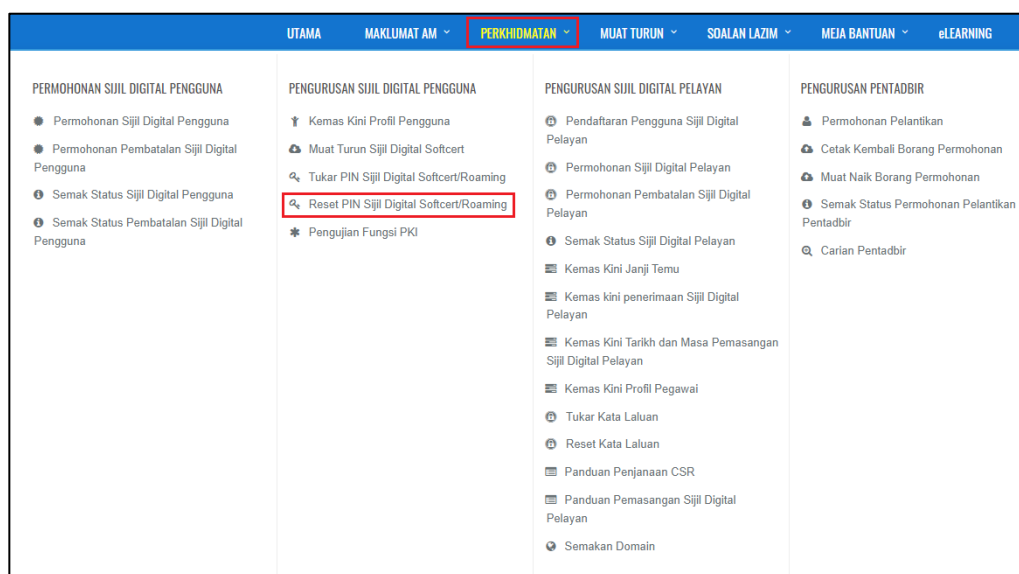 UTAMA MAKLUMAT AM PERKHIDMATAN MUAT TURUN SOALAN LAZIM MEJA BANTUAN eLEARNING
PERMOHONAN SIJIL DIGITAL PENGGUNA
Permohonan Sijil Digital Pengguna
Permohonan Pembatalan Sijil Digital
Pengguna
Semak Status Sijil Digital Pengguna
Semak Status Pembatalan Sijil Digital
Pengguna
PENGURUSAN SIJIL DIGITAL PENGGUNA
Kemas Kini Profil Pengguna
Muat Turun Sijil Digital Softcert
Tukar PIN Sijil Digital Softcert/Roaming
Reset PIN Sijil Digital Softcert/Roaming
Pengujian Fungsi PKI
PENGURUSAN SIJIL DIGITAL PELAYAN
Pendaftaran Pengguna Sijil Digital
Pelayan
Permohonan Sijil Digital Pelayan
Permohonan Pembatalan Sijil Digital
Pelayan
Semak Status Sijil Digital Pelayan
Kemas Kini Janji Temu
Kemas kini penerimaan Sijil Digital
Pelayan
Kemas Kini Tarikh dan Masa Pemasangan
Sijil Digital Pelayan
Kemas Kini Profil Pegawai
Tukar Kata Laluan
Reset Kata Laluan
Panduan Penjanaan CSR
Panduan Pemasangan Sijil Digital
Pelayan
Semakan Domain
PENGURUSAN PENTADBIR
Permohonan Pelantikan
Cetak Kembali Borang Permohonan
Muat Naik Borang Permohonan
Semak Status Permohonan Pelantikan
Pentadbir
Carian Pentadbir